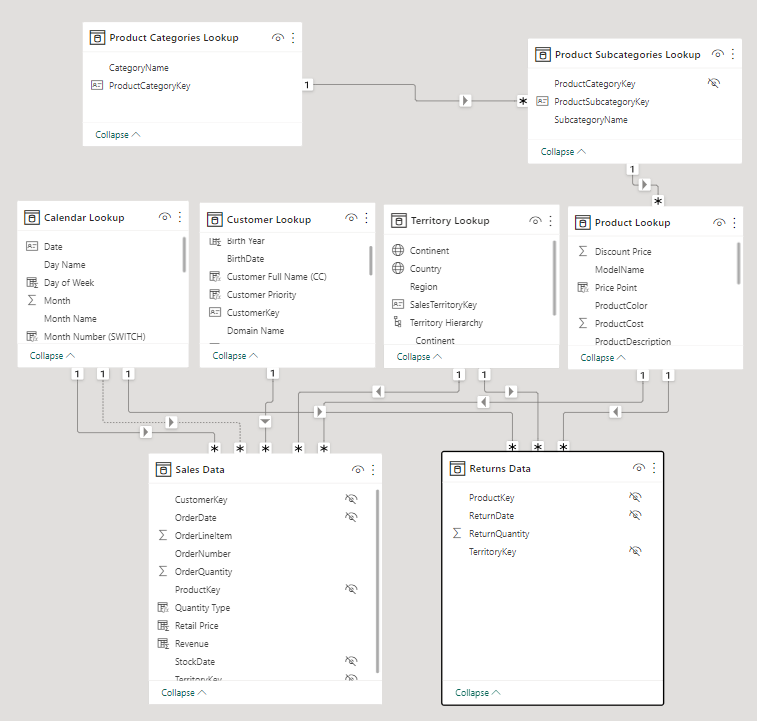 Product Categories Lookup
CategoryName
ProductCategoryKey
Collapse
1
*
Product Subcategories Lookup
ProductCategoryKey
ProductSubcategoryKey
SubcategoryName
Collapse
1
*
Calendar Lookup
Date
Day Name
Day of Week
Month
Month Name
Month Number (SWITCH)
Collapse
Customer Lookup
Birth Year
BirthDate
Customer Full Name (CC)
Customer Priority
CustomerKey
Domain Name
Collapse
Territory Lookup
Continent
Country
Region
SalesTerritoryKey
Territory Hierarchy
Continent
Collapse
Product Lookup
Discount Price
ModelName
Price Point
ProductColor
ProductCost
ProductDescription
Collapse
1 1 1 1 1 1 1 1
* * * * * * * *
Sales Data
CustomerKey
OrderDate
OrderLineItem
OrderNumber
OrderQuantity
ProductKey
Quantity Type
Retail Price
Revenue
StockDate
TerritoryKey
Collapse
Returns Data
ProductKey
ReturnDate
ReturnQuantity
TerritoryKey
Collapse